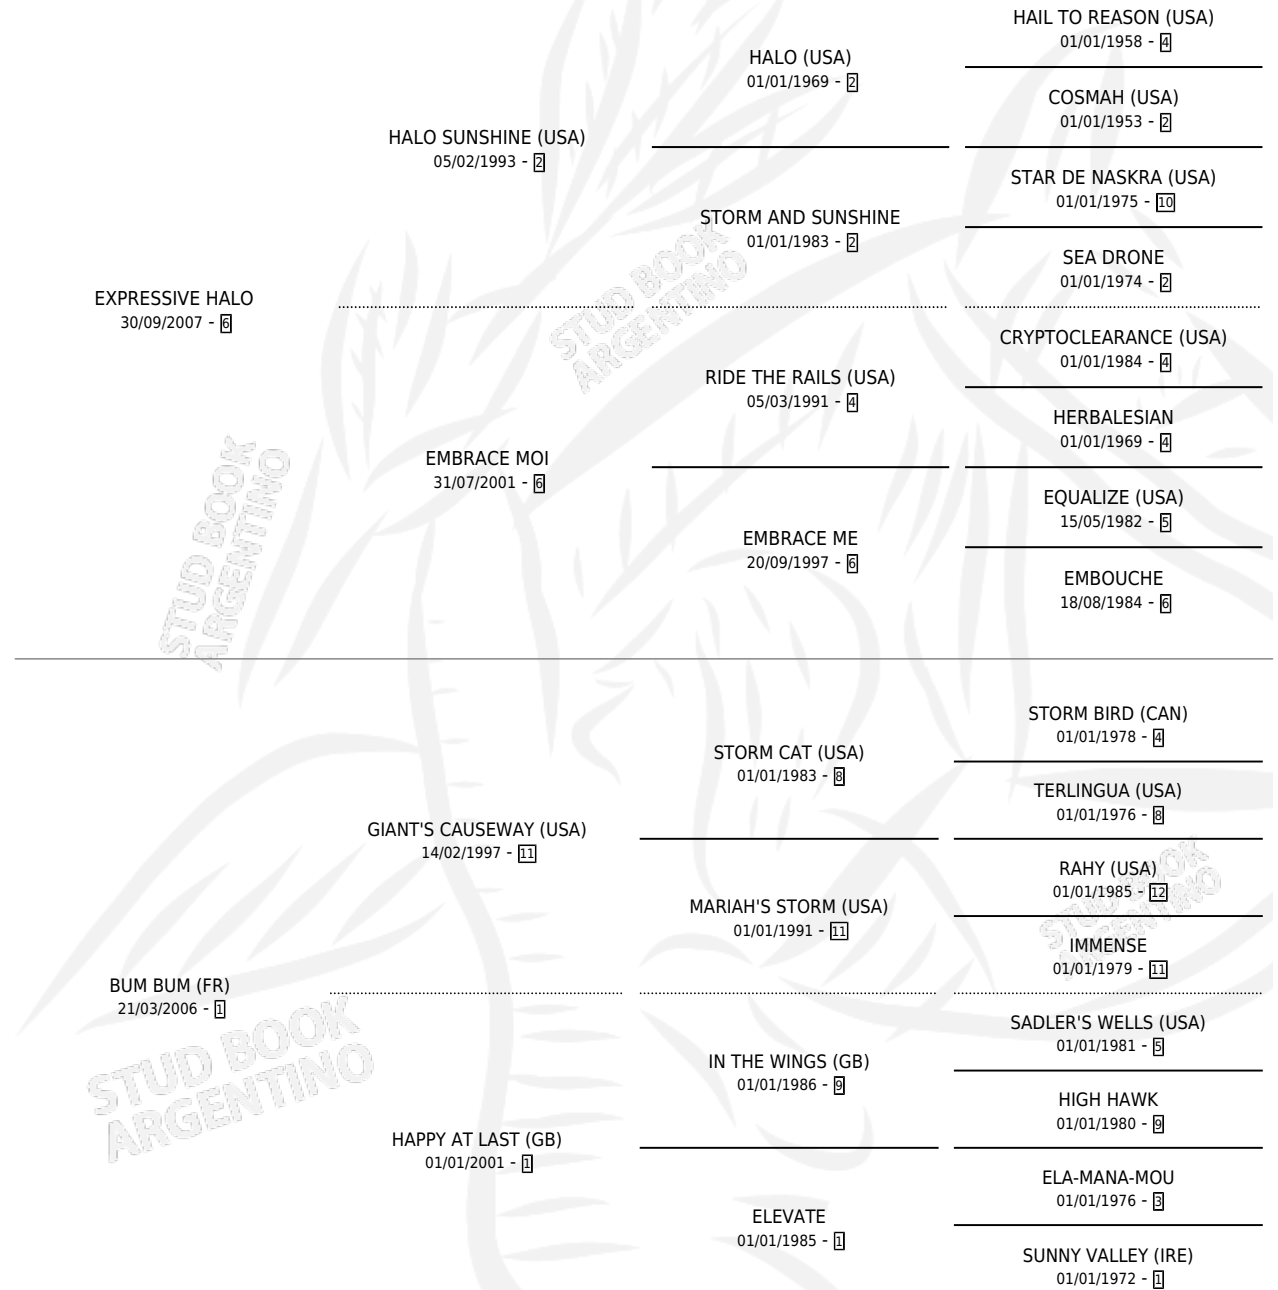 HAIL TO REASON (USA)
01/01/1958 - 4
HALO (USA)
01/01/1969 - 2
COSMAH (USA)
01/01/1953 - 2
HALO SUNSHINE (USA)
05/02/1993 - 2
STAR DE NASKRA (USA)
01/01/1975 - 10
STORM AND SUNSHINE
01/01/1983 - 2
SEA DRONE
01/01/1974 - 2
EXPRESSIVE HALO
30/09/2007 - 6
CRYPTOCLEARANCE (USA)
01/01/1984 - 4
RIDE THE RAILS (USA)
05/03/1991 - 4
HERBALESIAN
01/01/1969 - 4
EMBRACE MOI
31/07/2001 - 6
EQUALIZE (USA)
15/05/1982 - 5
EMBRACE ME
20/09/1997 - 6
EMBOUCHE
18/08/1984 - 6
STUD BOOK
ARGENTINO
STUD BOOK
ARGENTINO
STORM BIRD (CAN)
01/01/1978 - 4
STORM CAT (USA)
01/01/1983 - 8
TERLINGUA (USA)
01/01/1976 - 8
GIANT'S CAUSEWAY (USA)
14/02/1997 - 11
RAHY (USA)
01/01/1985 - 12
MARIAH'S STORM (USA)
01/01/1991 - 11
IMMENSE
01/01/1979 - 11
BUM BUM (FR)
21/03/2006 - 1
SADLER'S WELLS (USA)
01/01/1981 - 5
IN THE WINGS (GB)
01/01/1986 - 9
HIGH HAWK
01/01/1980 - 9
HAPPY AT LAST (GB)
01/01/2001 - 1
ELA-MANA-MOU
01/01/1976 - 3
ELEVATE
01/01/1985 - 1
SUNNY VALLEY (IRE)
01/01/1972 - 1
STUD BOOK
ARGENTINO
STUD BOOK
ARGENTINO